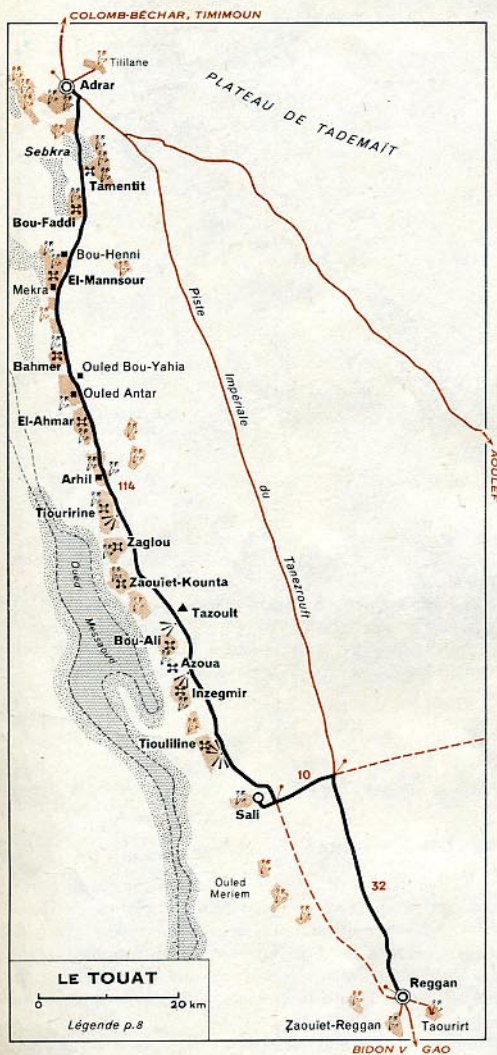 COLOMB-BÉCHAR, TIMIMOUN
Tililane
Adrar
PLATEAU DE TADEMAÏT
Sebkra
Tamentit
Bou-Faddi
Bou-Henni
El-Mannsour
Mekra
Piste
Impériale
du
Tanezrouft
Bahmer
Ouled Bou-Yahia
Ouled Antar
El-Ahmar
AOULEF
Arhil
114
Tiouririne
Zaglou
Oued
Messaoud
Zaouïet-Kounta
Tazoult
Bou-Ali
Azoua
Inzegmir
Tiouliline
10
Sali
Ouled
Meriem
32
LE TOUAT
0 20 km
Légende p.8
Reggan
Zaouïet-Reggan
Taourirt
BIDON V
GAO